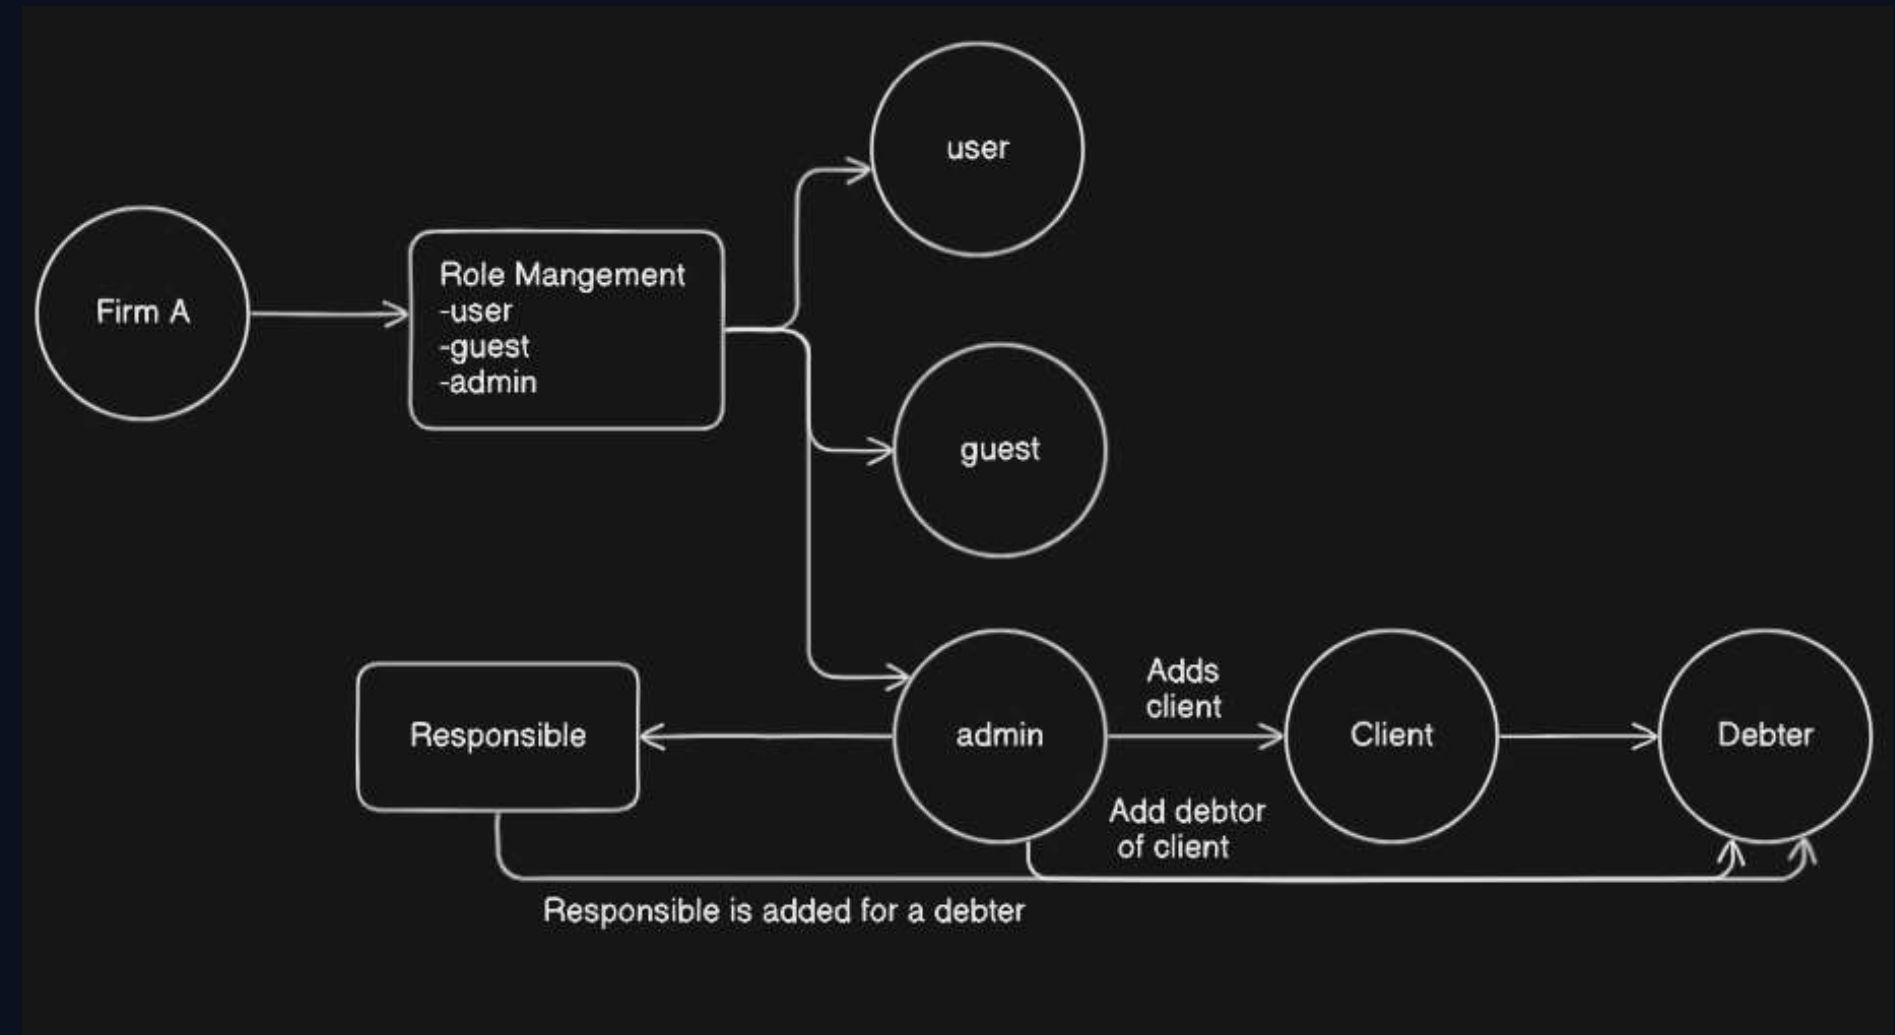 user
Firm A
Role Mangement
-user
-guest
-admin
guest
Responsible
admin
Adds
client
Client
Debter
Add debtor
of client
Responsible is added for a debter